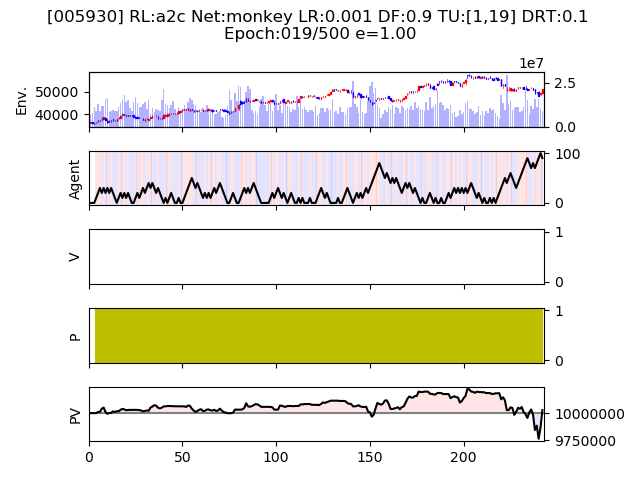 [005930] RL:a2c Net:monkey LR:0.001 DF:0.9 TU:[1,19] DRT:0.1
Epoch:019/500 e=1.00
1e7
Env.
50000
40000
2.5
0.0
Agent
100
0
V
1
0
P
1
0
PV
10000000
9750000
0 50 100 150 200